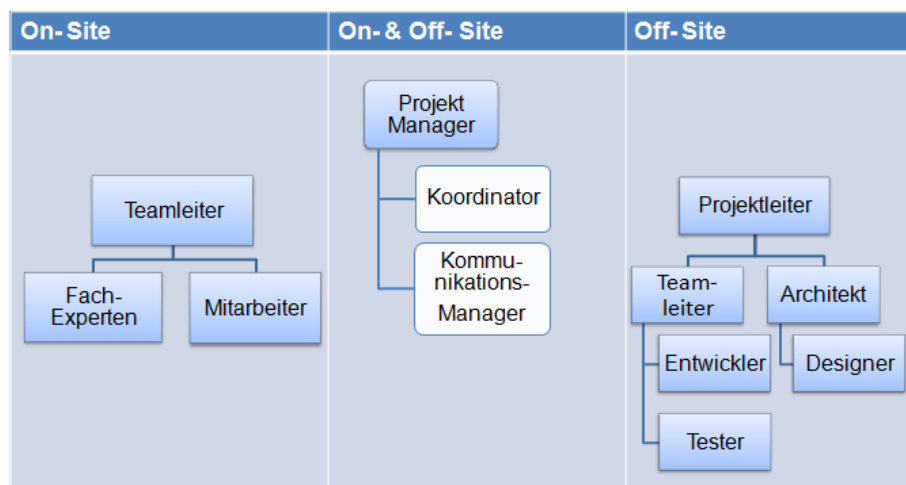 On-Site
On- & Off- Site
Off-Site
Teamleiter
Fach-
Experten
Mitarbeiter
Projekt
Manager
Koordinator
Kommu-
nikations-
Manager
Projektleiter
Team-
leiter
Architekt
Entwickler
Designer
Tester